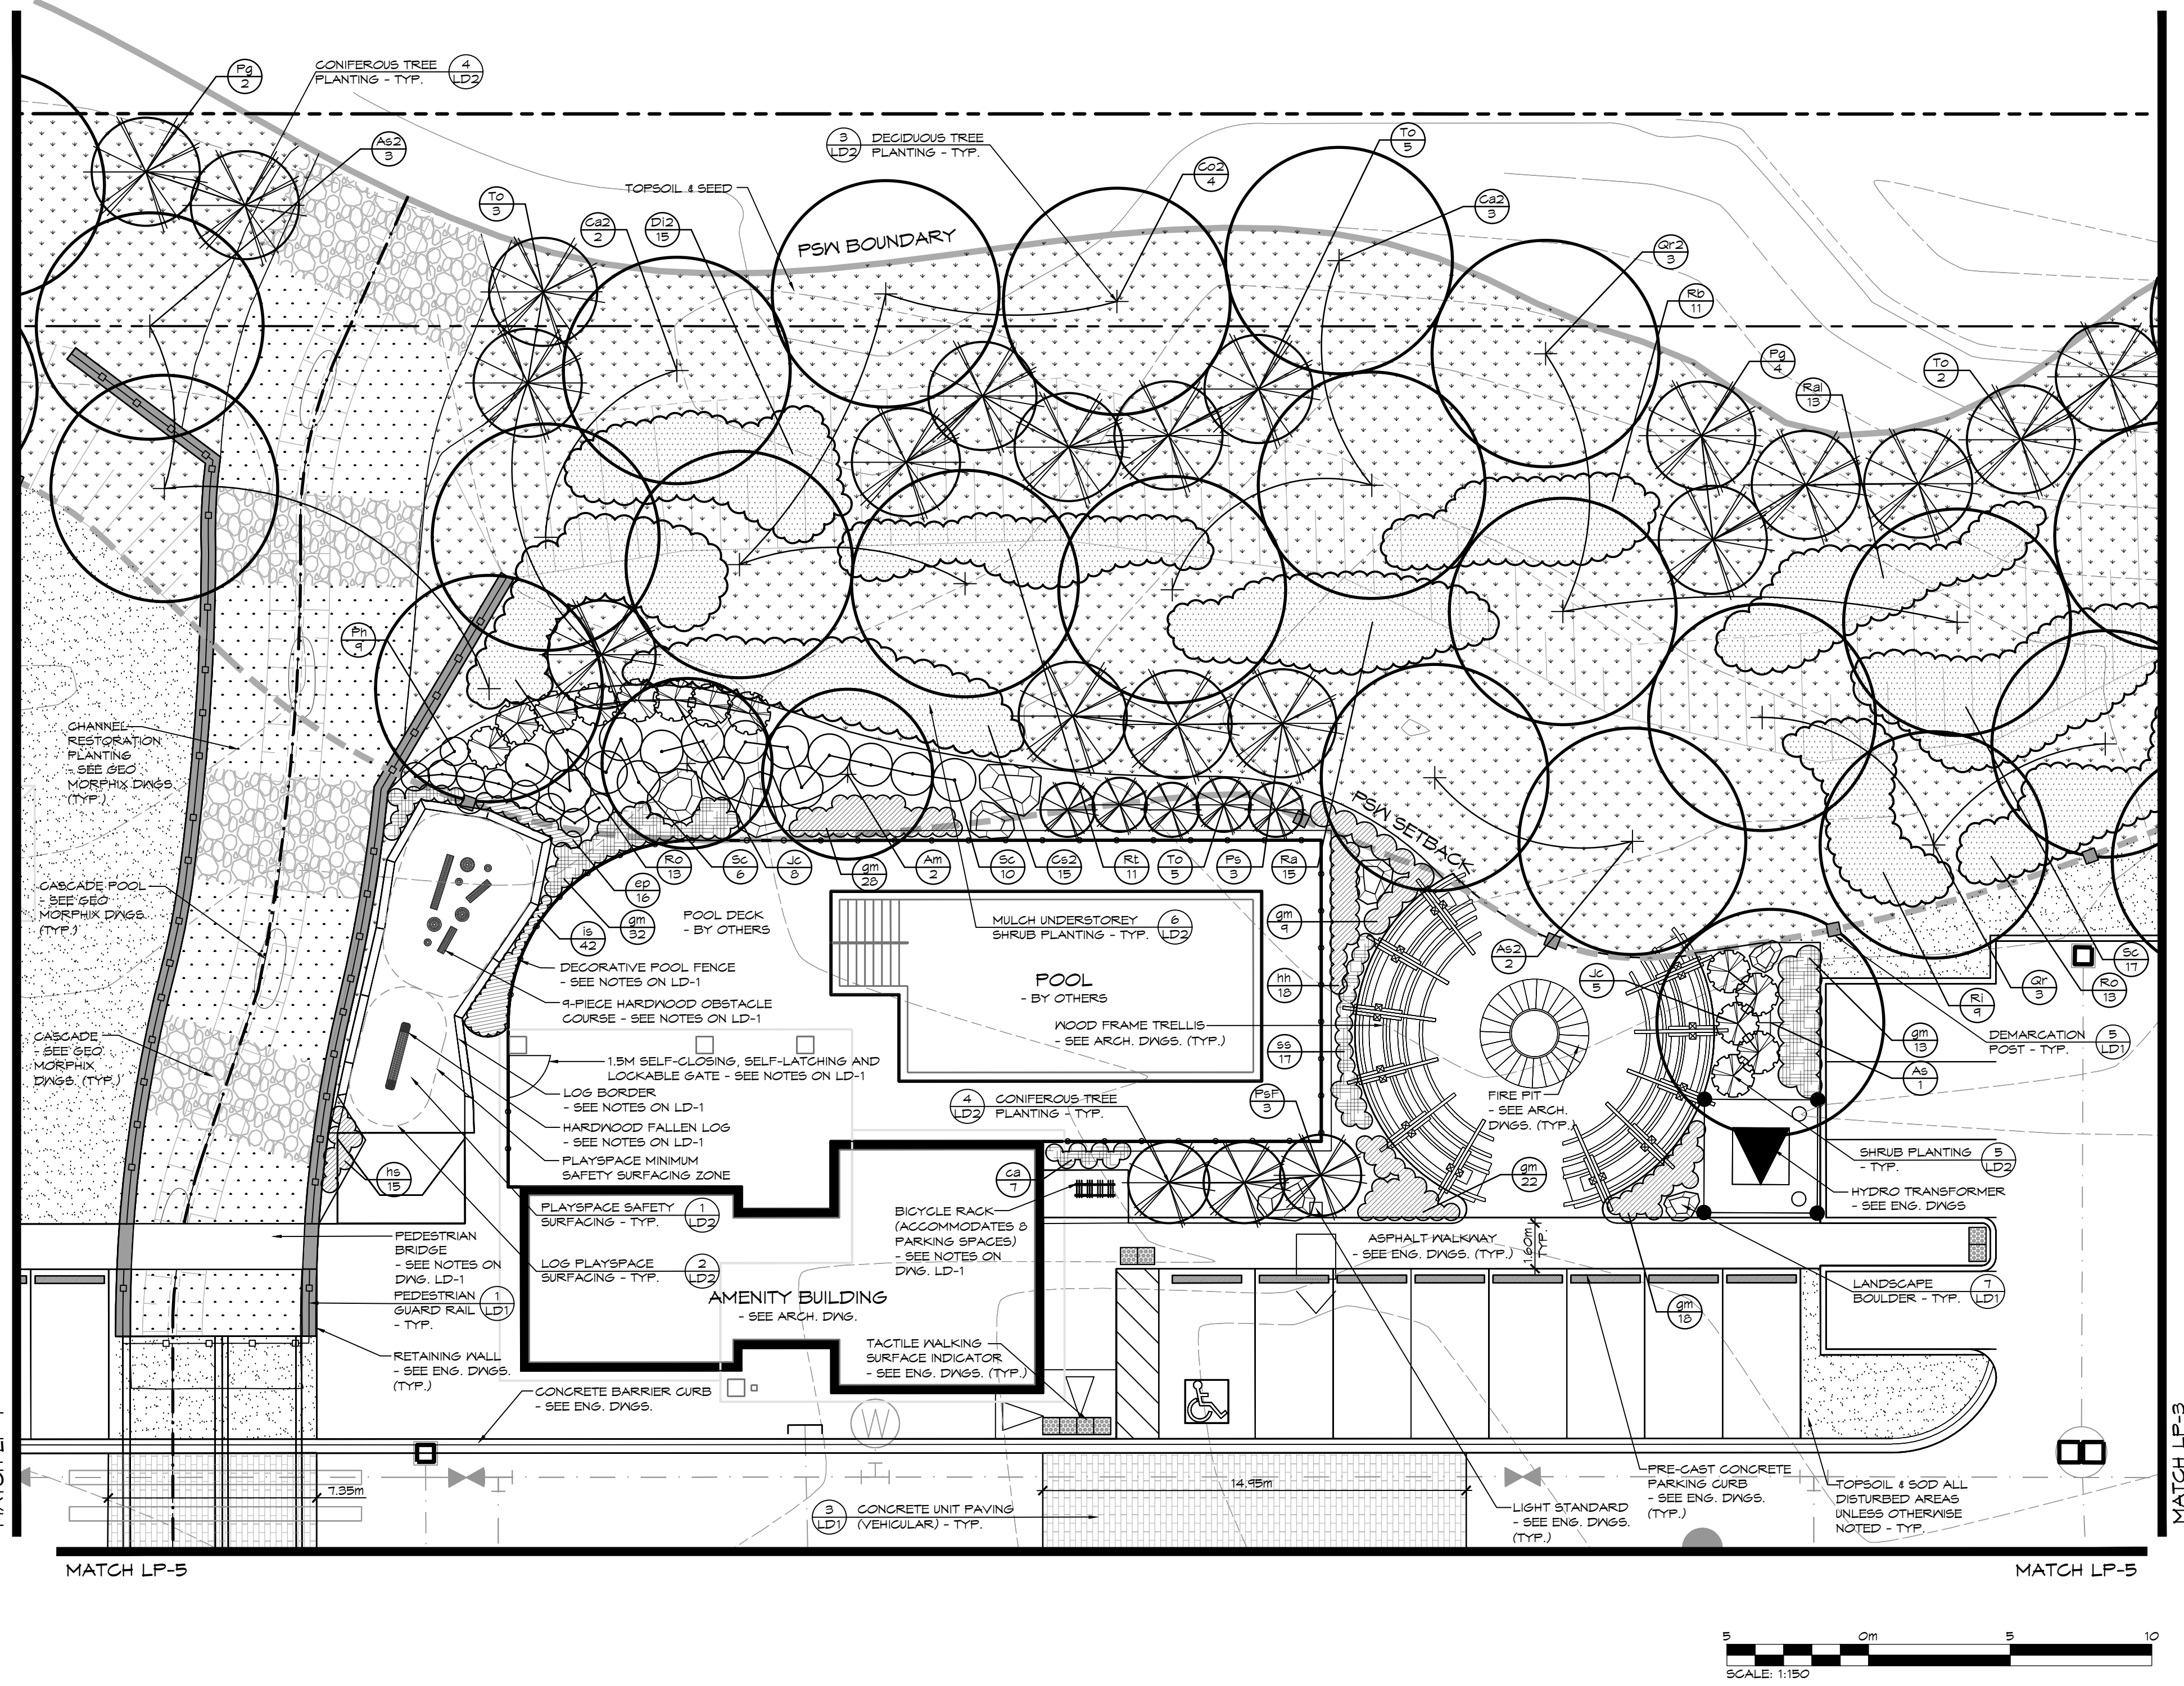 Pg
2
CONIFEROUS TREE
PLANTING - TYP.
4
LD2
As2
3
3
LD2
DECIDUOUS TREE
PLANTING - TYP.
To
5
Co2
4
TOPSOIL & SEED
To
3
Ca2
2
Di2
15
PSW BOUNDARY
Ca2
3
Qr2
3
Rb
11
Pg
4
Ral
13
To
2
Ph
9
CHANNEL
RESTORATION
PLANTING
- SEE GEO
MORPHIX DWGS.
(TYP.)
PSW SETBACK
CASCADE POOL
- SEE GEO
MORPHIX DWGS.
(TYP.)
Ro
13
Sc
6
Jc
8
gm
28
Am
2
Sc
10
Cs2
15
Rt
11
To
5
Ps
3
Ra
15
ep
16
gm
32
is
42
POOL DECK
- BY OTHERS
MULCH UNDERSTOREY
SHRUB PLANTING - TYP.
6
LD2
gm
9
As2
2
Jc
5
Sc
17
Ro
13
Qr
3
Ri
9
gm
13
DEMARCATION
POST - TYP.
5
LD1
As
1
DECORATIVE POOL FENCE
- SEE NOTES ON LD-1
9-PIECE HARDWOOD OBSTACLE
COURSE - SEE NOTES ON LD-1
POOL
- BY OTHERS
hh
18
WOOD FRAME TRELLIS
- SEE ARCH. DWGS. (TYP.)
ss
17
CASCADE
- SEE GEO
MORPHIX
DWGS. (TYP.)
1.5M SELF-CLOSING, SELF-LATCHING AND
LOCKABLE GATE - SEE NOTES ON LD-1
LOG BORDER
- SEE NOTES ON LD-1
4
LD2
CONIFEROUS TREE
PLANTING - TYP.
PsF
3
FIRE PIT
- SEE ARCH.
DWGS. (TYP.)
HARDWOOD FALLEN LOG
- SEE NOTES ON LD-1
PLAYSPACE MINIMUM
SAFETY SURFACING ZONE
hs
15
ca
7
gm
22
SHRUB PLANTING
- TYP.
5
LD2
HYDRO TRANSFORMER
- SEE ENG. DWGS
PLAYSPACE SAFETY
SURFACING - TYP.
1
LD2
BICYCLE RACK
(ACCOMMODATES 8
PARKING SPACES)
- SEE NOTES ON
DWG. LD-1
PEDESTRIAN
BRIDGE
- SEE NOTES ON
DWG. LD-1
PEDESTRIAN
GUARD RAIL
- TYP.
1
LD1
LOG PLAYSPACE
SURFACING - TYP.
2
LD2
ASPHALT WALKWAY
- SEE ENG. DWGS. (TYP.)
1.60m
TYP.
AMENITY BUILDING
- SEE ARCH. DWG.
gm
18
LANDSCAPE
BOULDER - TYP.
7
LD1
RETAINING WALL
- SEE ENG. DWGS.
(TYP.)
TACTILE WALKING
SURFACE INDICATOR
- SEE ENG. DWGS. (TYP.)
CONCRETE BARRIER CURB
- SEE ENG. DWGS.
W
7.35m
14.95m
3
LD1
CONCRETE UNIT PAVING
(VEHICULAR) - TYP.
LIGHT STANDARD
- SEE ENG. DWGS.
(TYP.)
PRE-CAST CONCRETE
PARKING CURB
- SEE ENG. DWGS.
(TYP.)
TOPSOIL & SOD ALL
DISTURBED AREAS
UNLESS OTHERWISE
NOTED - TYP.
MATCH LP-3
MATCH LP-5
MATCH LP-5
5
0m
5
10
SCALE: 1:150